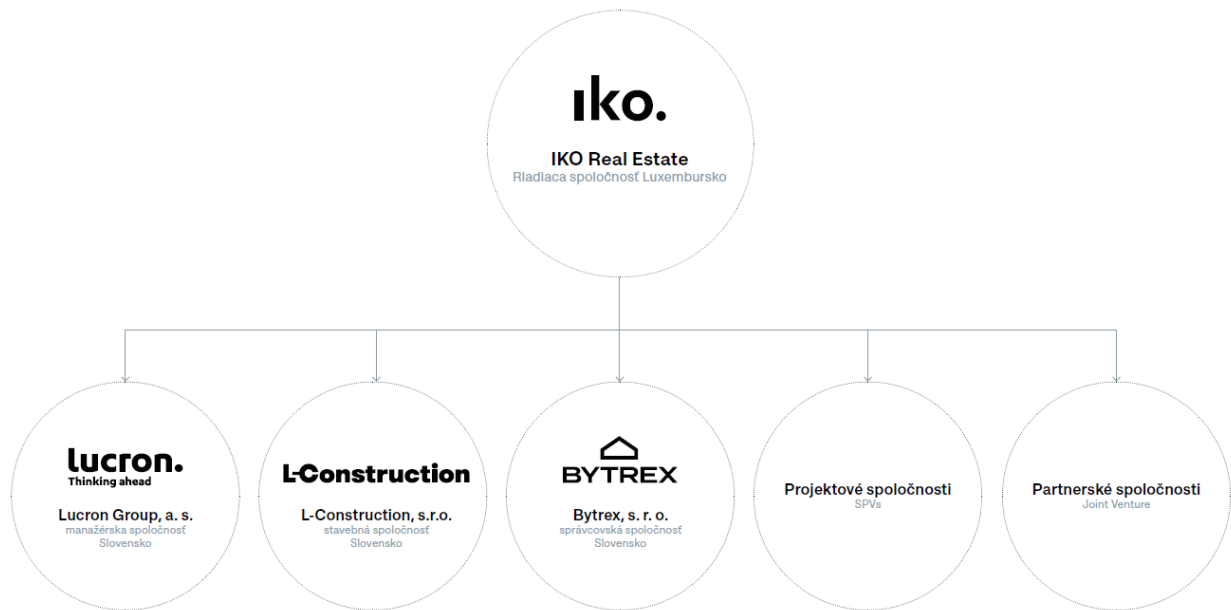 iko.
IKO Real Estate
Riadiaca spoločnosť Luxembursko
lucron.
Thinking ahead
Lucron Group, a. s.
manažérska spoločnosť
Slovensko
L-Construction
L-Construction, s.r.o.
stavebná spoločnosť
Slovensko
BYTREX
Bytrex, s. r. o.
správcovská spoločnosť
Slovensko
Projektové spoločnosti
SPVs
Partnerské spoločnosti
Joint Venture